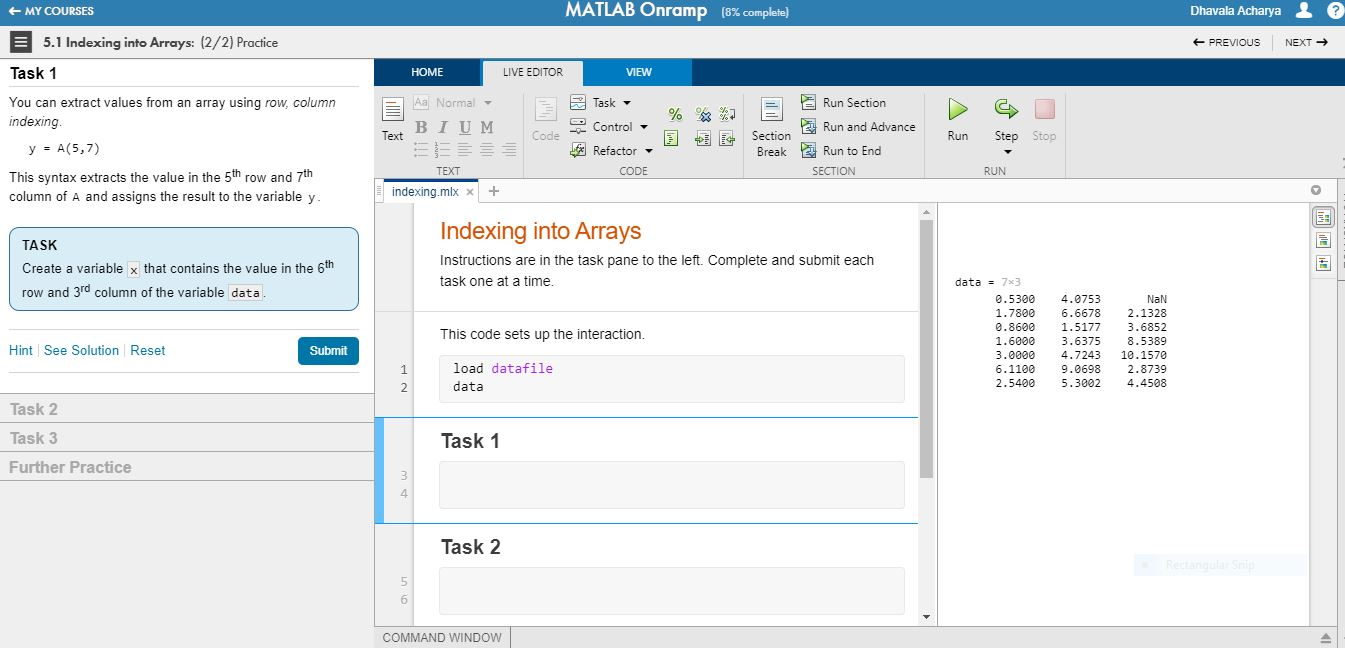 ← MY COURSES
MATLAB Onramp (8% complete)
Dhavala Acharya
?
5.1 Indexing into Arrays: (2/2) Practice
← PREVIOUS
NEXT →
Task 1
You can extract values from an array using row, column
indexing.
y = A(5,7)
This syntax extracts the value in the 5th row and 7th
column of A and assigns the result to the variable y.
TASK
Create a variable x that contains the value in the 6th
row and 3rd column of the variable data.
Hint | See Solution | Reset
Submit
Task 2
Task 3
Further Practice
HOME
LIVE EDITOR
VIEW
Text
Aa Normal
B I U M
TEXT
Code
Task
Control
Refactor
CODE
Section
Break
Run Section
Run and Advance
Run to End
SECTION
Run
Step
Stop
RUN
indexing.mlx × +
Indexing into Arrays
Instructions are in the task pane to the left. Complete and submit each
task one at a time.
This code sets up the interaction.
1 load datafile
2 data
Task 1
3
4
Task 2
5
6
data = 7×3
0.5300 4.0753 NaN
1.7800 6.6678 2.1328
0.8600 1.5177 3.6852
1.6000 3.6375 8.5389
3.0000 4.7243 10.1570
6.1100 9.0698 2.8739
2.5400 5.3002 4.4508
Rectangular Snip
COMMAND WINDOW